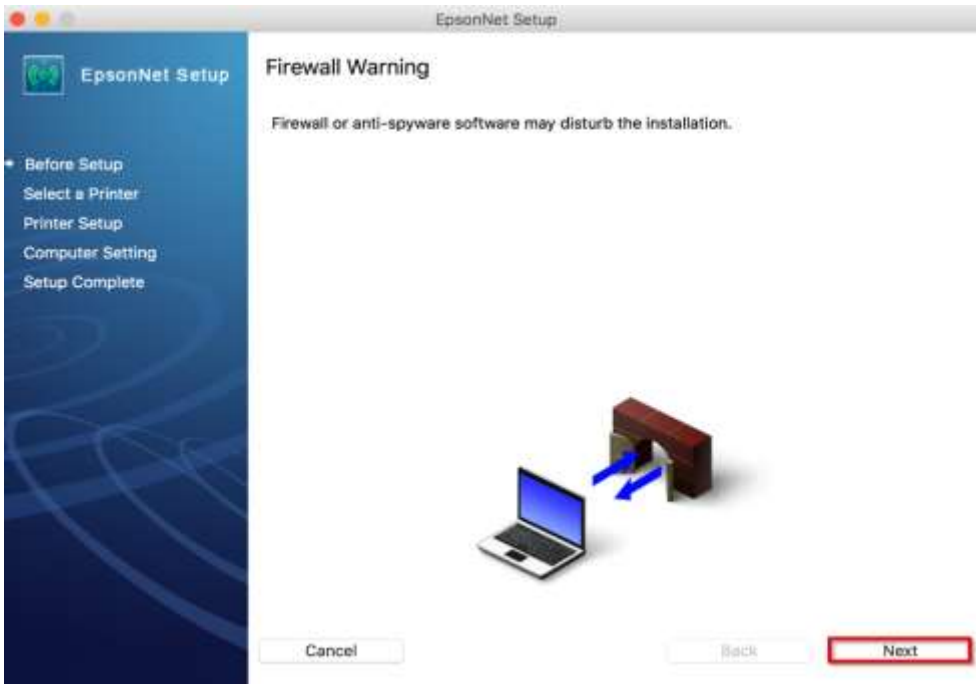 EpsonNet Setup
EpsonNet Setup
Before Setup
Select a Printer
Printer Setup
Computer Setting
Setup Complete
Firewall Warning
Firewall or anti-spyware software may disturb the installation.
Cancel
Back
Next